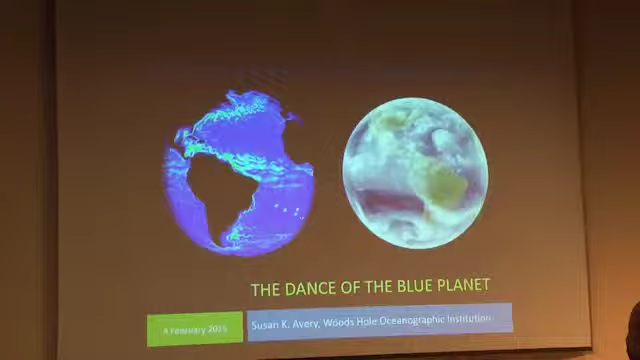 THE DANCE OF THE BLUE PLANET
4 February 2015
Susan K. Avery, Woods Hole Oceanographic Institution